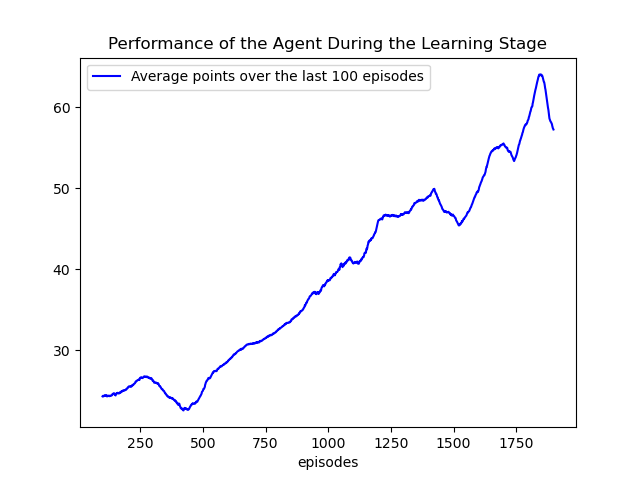 Performance of the Agent During the Learning Stage
Average points over the last 100 episodes
60
50
40
30
250 500 750 1000 1250 1500 1750
episodes